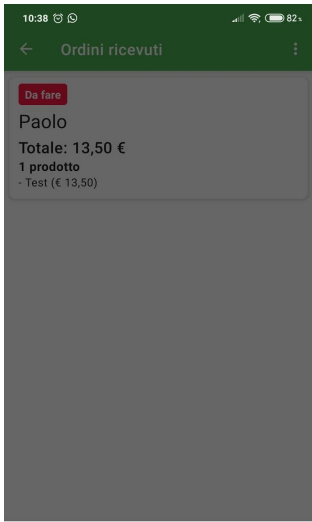 10:38 82%
Ordini ricevuti
Da fare
Paolo
Totale: 13,50 €
1 prodotto
- Test (€ 13,50)